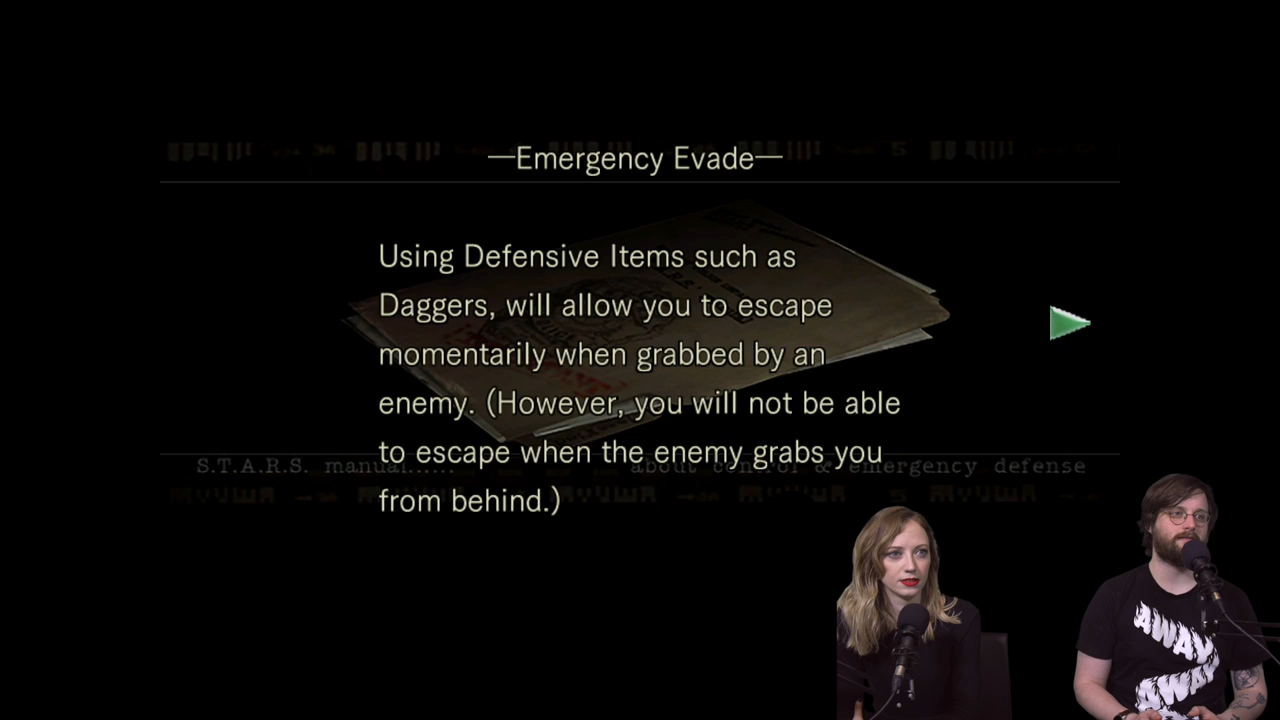 —Emergency Evade—
Using Defensive Items such as
Daggers, will allow you to escape
momentarily when grabbed by an
enemy. (However, you will not be able
to escape when the enemy grabs you
from behind.)
S.T.A.R.S. manual...... about control & emergency defense
AWAY
AWAY